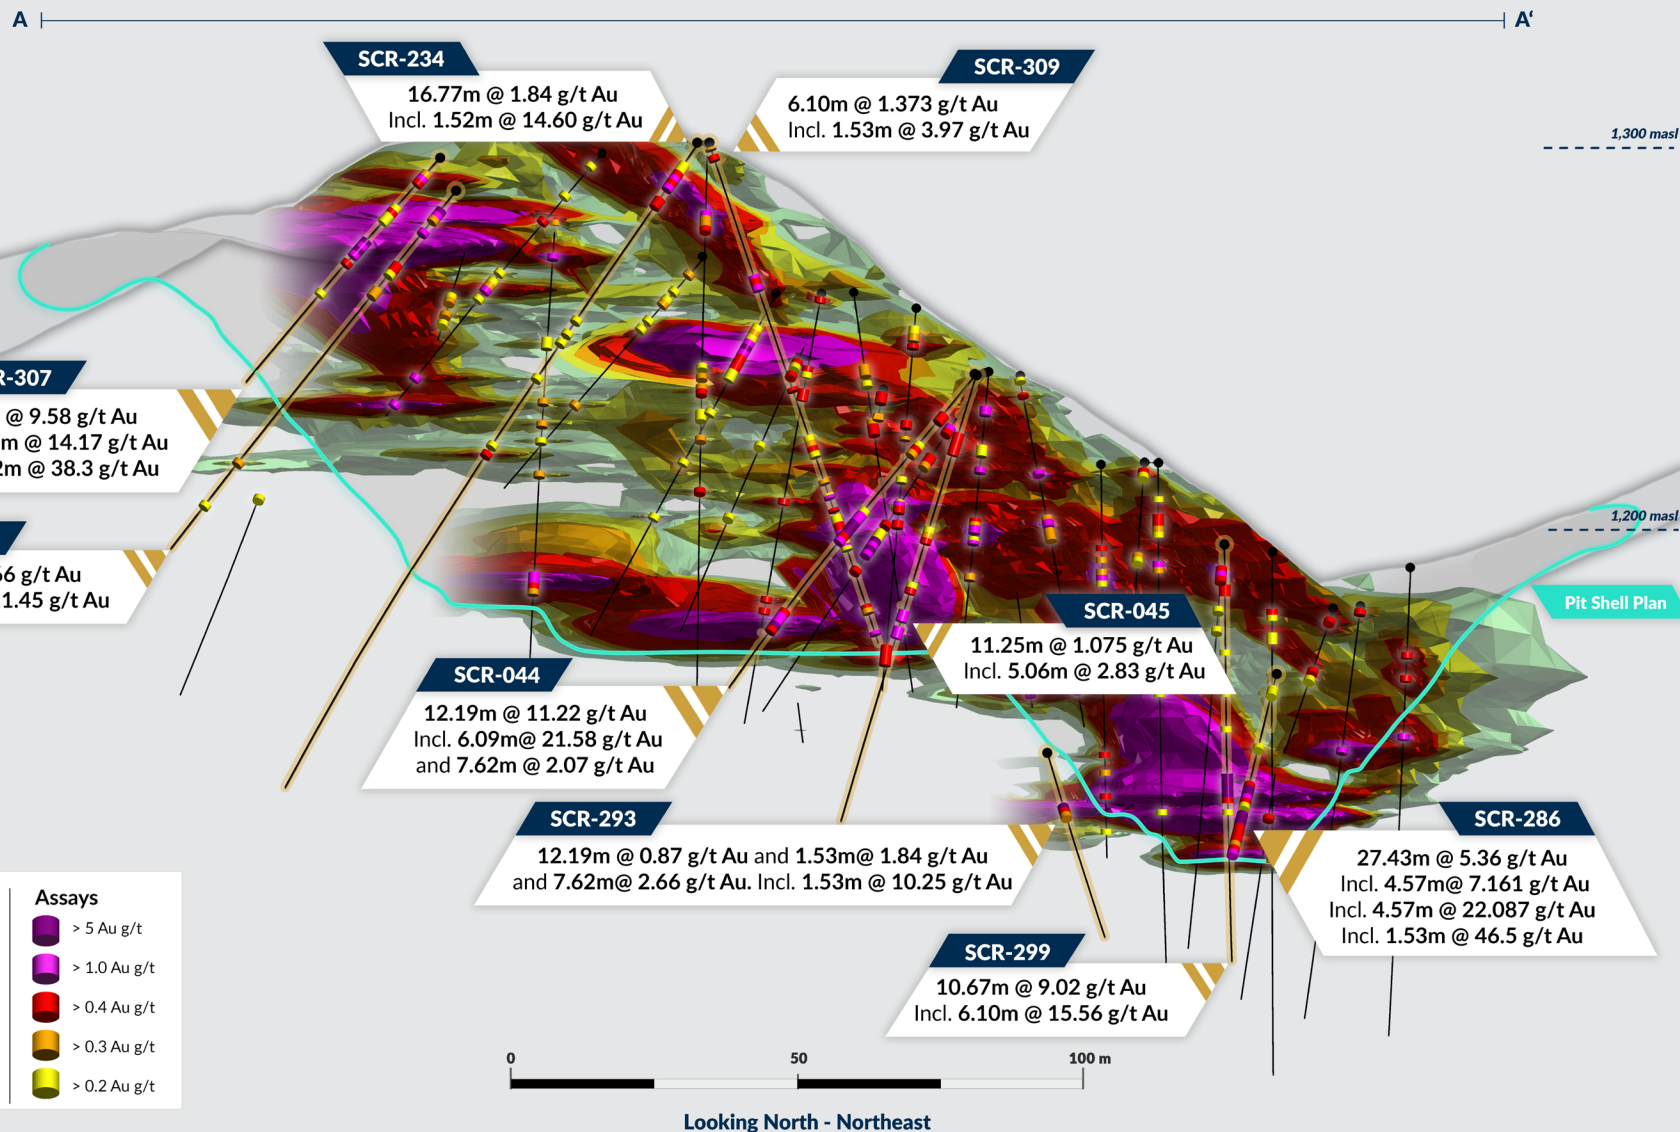 A
A‘
SCR-234
16.77m @ 1.84 g/t Au
Incl. 1.52m @ 14.60 g/t Au
SCR-309
6.10m @ 1.373 g/t Au
Incl. 1.53m @ 3.97 g/t Au
1,300 masl
R-307
@ 9.58 g/t Au
m @ 14.17 g/t Au
2m @ 38.3 g/t Au
66 g/t Au
1.45 g/t Au
1,200 masl
Pit Shell Plan
SCR-045
11.25m @ 1.075 g/t Au
Incl. 5.06m @ 2.83 g/t Au
SCR-044
12.19m @ 11.22 g/t Au
Incl. 6.09m@ 21.58 g/t Au
and 7.62m @ 2.07 g/t Au
SCR-293
12.19m @ 0.87 g/t Au and 1.53m@ 1.84 g/t Au
and 7.62m@ 2.66 g/t Au. Incl. 1.53m @ 10.25 g/t Au
SCR-286
27.43m @ 5.36 g/t Au
Incl. 4.57m@ 7.161 g/t Au
Incl. 4.57m @ 22.087 g/t Au
Incl. 1.53m @ 46.5 g/t Au
SCR-299
10.67m @ 9.02 g/t Au
Incl. 6.10m @ 15.56 g/t Au
Assays
> 5 Au g/t
> 1.0 Au g/t
> 0.4 Au g/t
> 0.3 Au g/t
> 0.2 Au g/t
0 50 100 m
Looking North - Northeast